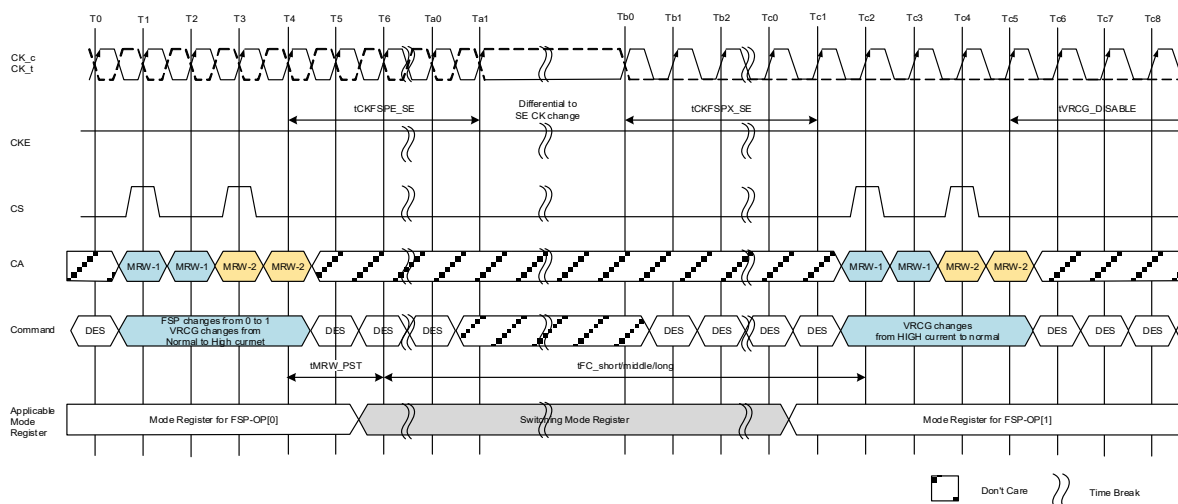 T0 T1 T2 T3 T4 T5 T6 Ta0 Ta1 Tb0 Tb1 Tb2 Tc0 Tc1 Tc2 Tc3 Tc4 Tc5 Tc6 Tc7 Tc8
CK_c
CK_t
tCKFSPE_SE
Differential to
SE CK change
tCKFSPX_SE
tVRCG_DISABLE
CKE
CS
CA
MRW-1 MRW-1 MRW-2 MRW-2 MRW-1 MRW-1 MRW-2 MRW-2
Command
DES
FSP changes from 0 to 1
VRCG changes from
Normal to High curmet
DES DES DES DES DES DES DES
VRCG changes
from HIGH current to normal
DES DES DES
tMRW_PST
tFC_short/middle/long
Applicable
Mode
Register
Mode Register for FSP-OP[0]
Switching Mode Register
Mode Register for FSP-OP[1]
Don't Care
Time Break